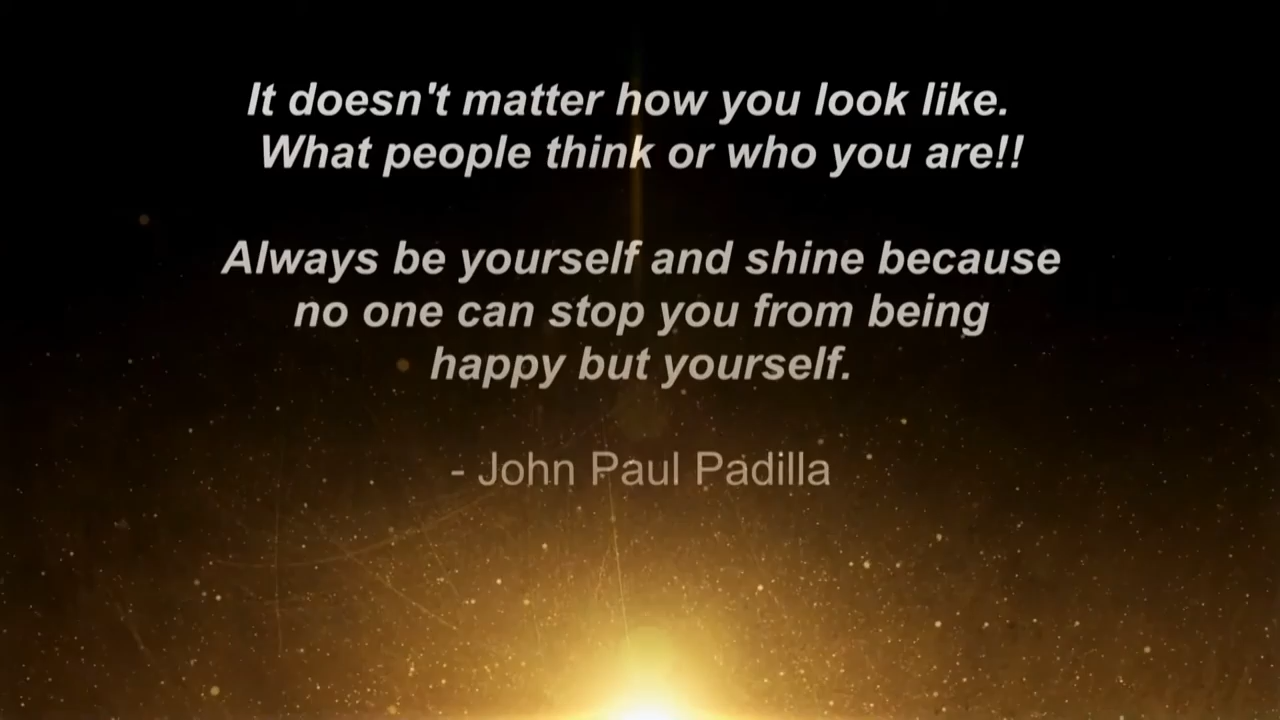 It doesn't matter how you look like.
What people think or who you are!!
Always be yourself and shine because
no one can stop you from being
happy but yourself.
- John Paul Padilla